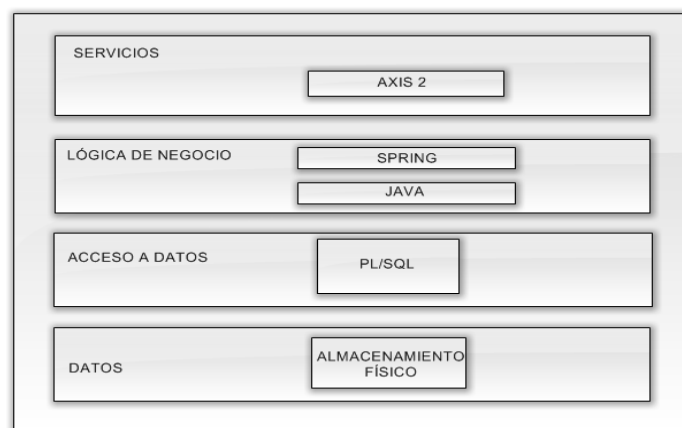 SERVICIOS
AXIS 2
LÓGICA DE NEGOCIO
SPRING
JAVA
ACCESO A DATOS
PL/SQL
DATOS
ALMACENAMIENTO
FÍSICO